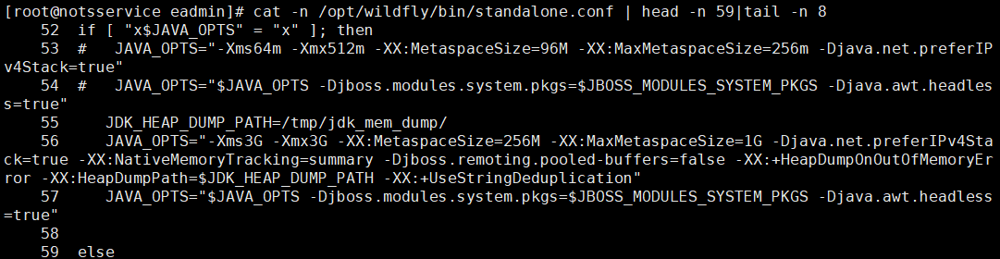 [root@notsservice eadmin]# cat -n /opt/wildfly/bin/standalone.conf | head -n 59|tail -n 8
    52  if [ "x$JAVA_OPTS" = "x" ]; then
    53  #   JAVA_OPTS="-Xms64m -Xmx512m -XX:MetaspaceSize=96M -XX:MaxMetaspaceSize=256m -Djava.net.preferIP
v4Stack=true"
    54  #   JAVA_OPTS="$JAVA_OPTS -Djboss.modules.system.pkgs=$JBOSS_MODULES_SYSTEM_PKGS -Djava.awt.headles
s=true"
    55     JDK_HEAP_DUMP_PATH=/tmp/jdk_mem_dump/
    56     JAVA_OPTS="-Xms3G -Xmx3G -XX:MetaspaceSize=256M -XX:MaxMetaspaceSize=1G -Djava.net.preferIPv4Sta
ck=true -XX:NativeMemoryTracking=summary -Djboss.remoting.pooled-buffers=false -XX:+HeapDumpOnOutOfMemoryEr
ror -XX:HeapDumpPath=$JDK_HEAP_DUMP_PATH -XX:+UseStringDeduplication"
    57     JAVA_OPTS="$JAVA_OPTS -Djboss.modules.system.pkgs=$JBOSS_MODULES_SYSTEM_PKGS -Djava.awt.headless
=true"
    58
    59  else